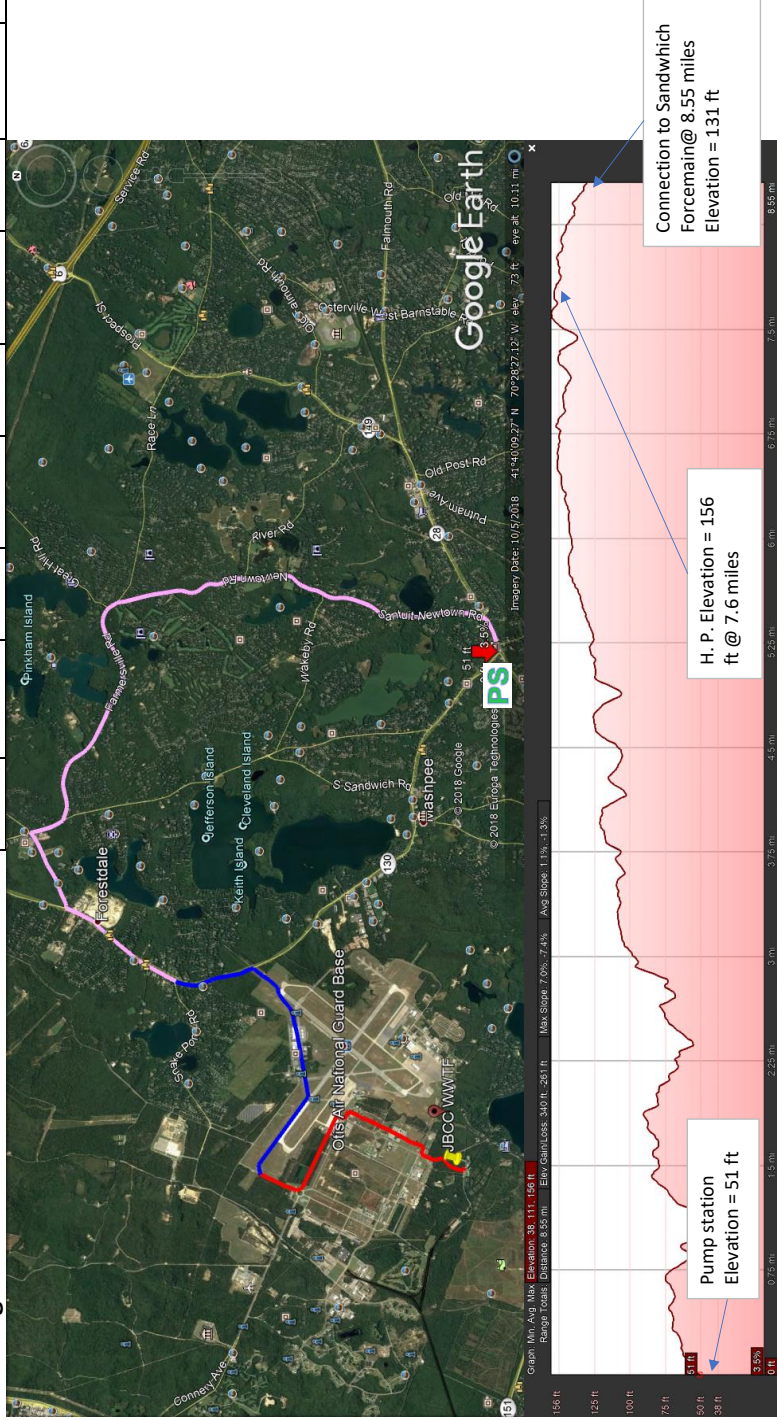 Service Rd
6
N
Prospect St
Race Ln
Great Hill Rd
Pinkham Island
Farmersville Rd
Newtown Rd
River Rd
Wakeby Rd
Santuit-Newtown Rd
Old Falmouth Rd
Osterville West Barnstable Rd
Falmouth Rd
149
28
Old Post Rd
Putnam Ave
Forestdale
Jefferson Island
Cleveland Island
Keith Island
S Sandwich Rd
Mashpee
130
Snake Pond Rd
Otis Air National Guard Base
JBCC WWTF
Connery Ave
151
51 ft
3.5%
PS
Google Earth
© 2018 Google
© 2018 Europa Technologies
Imagery Date: 10/5/2018 41°40'09.27" N 70°28'27.12" W elev 73 ft eye alt 10.11 mi
Graph: Min, Avg, Max Elevation: 38, 111, 156 ft
Range Totals: Distance: 8.55 mi Elev Gain/Loss: 340 ft, -261 ft Max Slope: 7.0%, -7.4% Avg Slope: 1.1%, -1.3%
156 ft
125 ft
100 ft
75 ft
50 ft
38 ft
51 ft
3.5%
0 ft
0.75 mi
1.5 mi
2.25 mi
3 mi
3.75 mi
4.5 mi
5.25 mi
6 mi
6.75 mi
7.5 mi
8.55 mi
Pump station
Elevation = 51 ft
H. P. Elevation = 156
ft @ 7.6 miles
Connection to Sandwhich
Forcemain@ 8.55 miles
Elevation = 131 ft